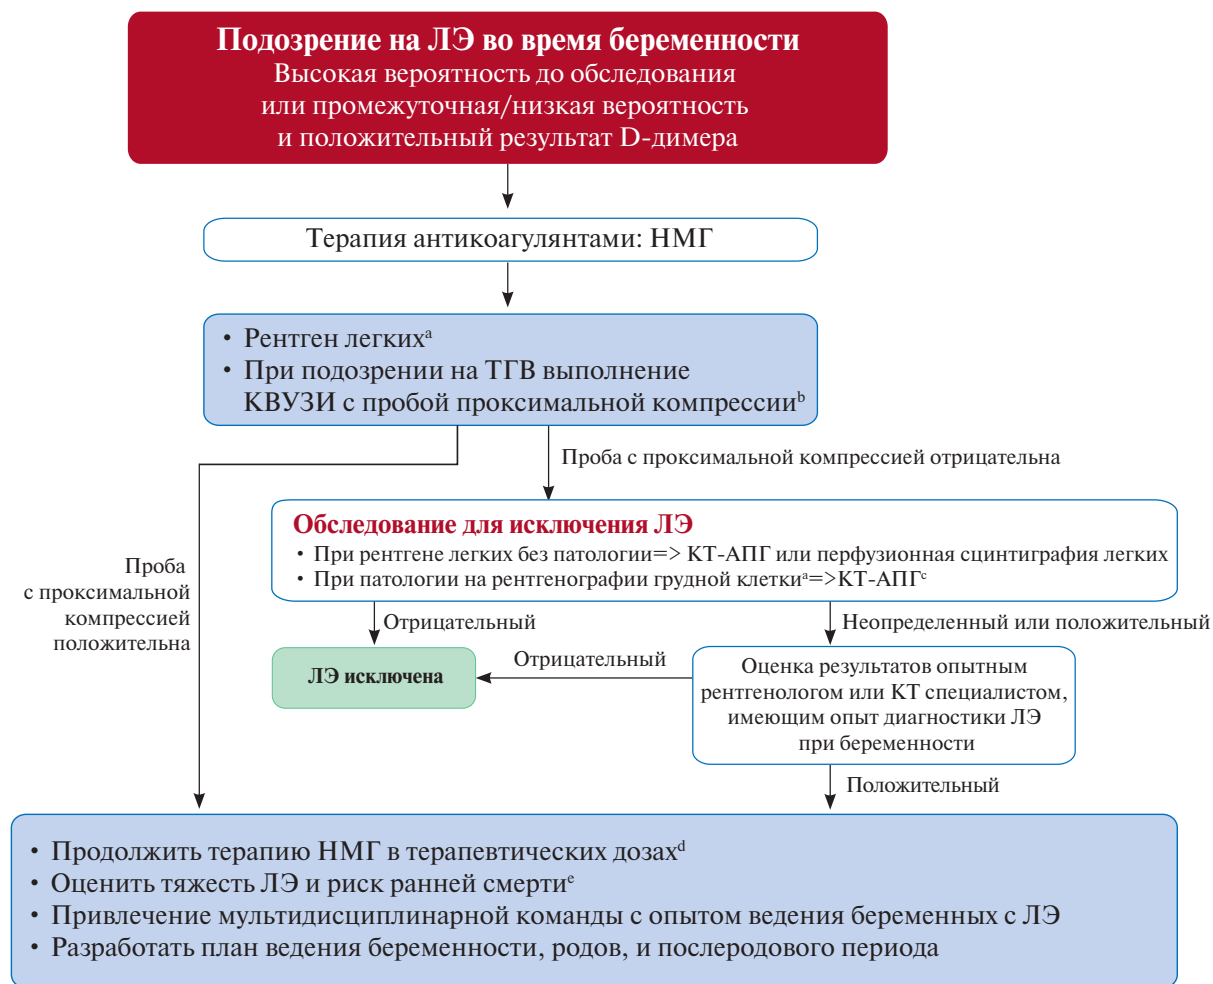 Подозрение на ЛЭ во время беременности
Высокая вероятность до обследования
или промежуточная/низкая вероятность
и положительный результат D-димера
Терапия антикоагулянтами: НМГ
• Рентген легкихᵃ
• При подозрении на ТГВ выполнение
КВУЗИ с пробой проксимальной компрессииᵇ
Проба с проксимальной компрессией отрицательна
Обследование для исключения ЛЭ
• При рентгене легких без патологии=> КТ-АПГ или перфузионная сцинтиграфия легких
• При патологии на рентгенографии грудной клеткиᵃ=>КТ-АПГᶜ
Проба
с проксимальной
компрессией
положительна
Отрицательный
Неопределенный или положительный
ЛЭ исключена
Отрицательный
Оценка результатов опытным
рентгенологом или КТ специалистом,
имеющим опыт диагностики ЛЭ
при беременности
Положительный
• Продолжить терапию НМГ в терапевтических дозахᵈ
• Оценить тяжесть ЛЭ и риск ранней смертиᵉ
• Привлечение мультидисциплинарной команды с опытом ведения беременных с ЛЭ
• Разработать план ведения беременности, родов, и послеродового периода